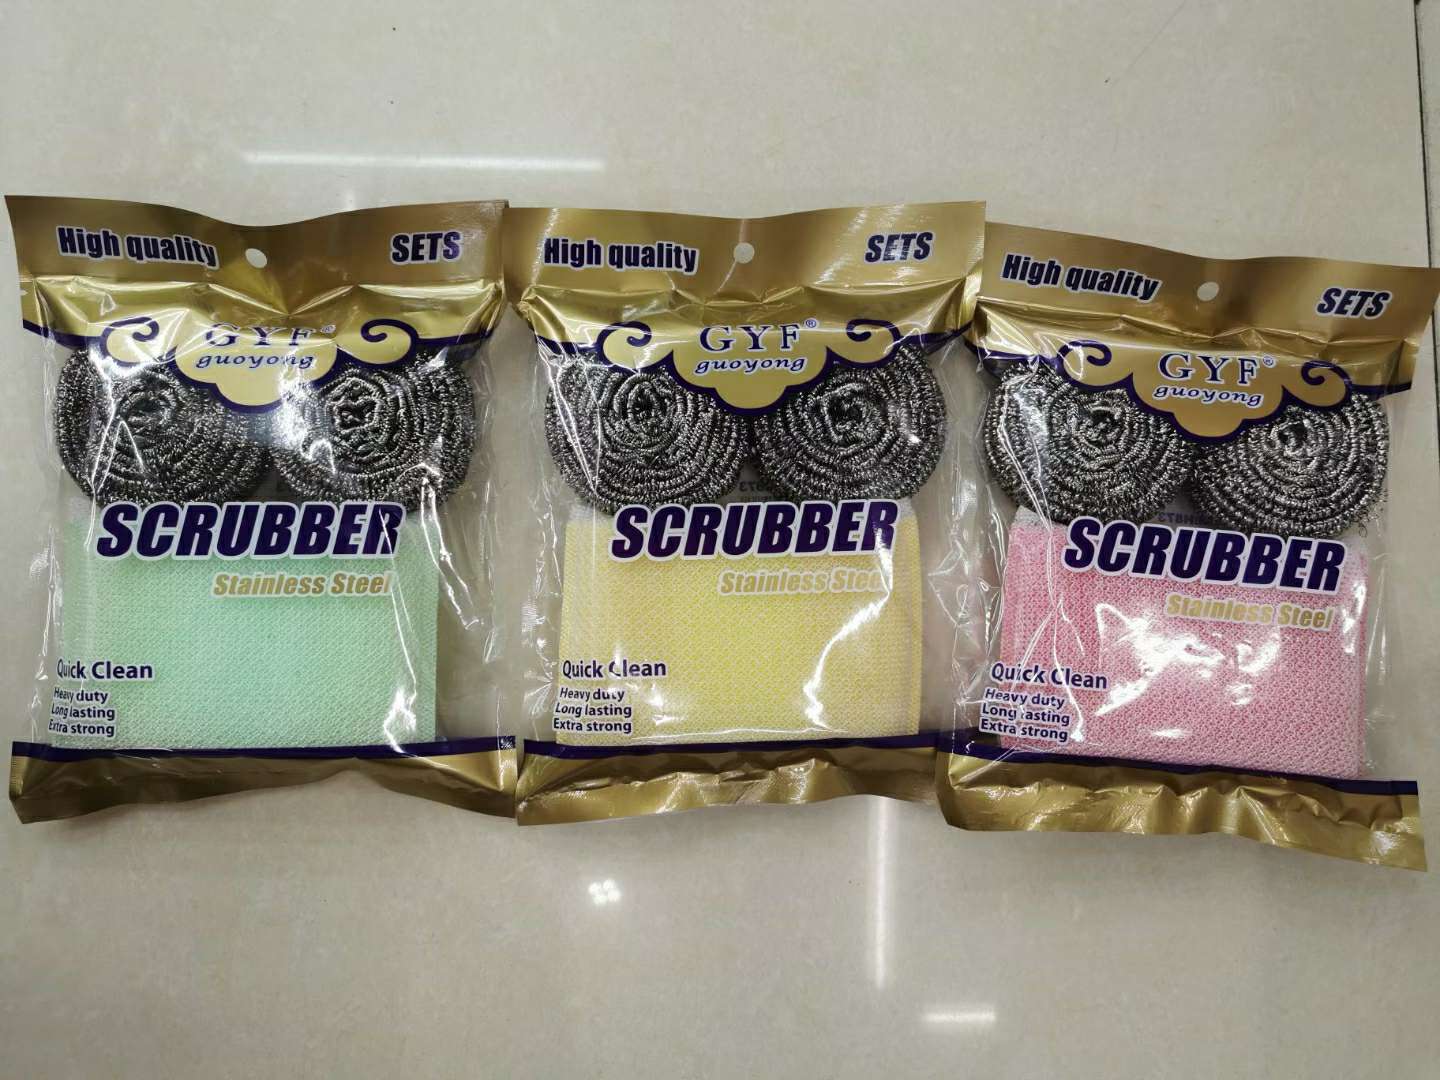 High quality SETS
GYF®
guoyong
SCRUBBER
Stainless Steel
Quick Clean
Heavy duty
Long lasting
Extra strong
High quality SETS
GYF®
guoyong
SCRUBBER
Stainless Steel
Quick Clean
Heavy duty
Long lasting
Extra strong
High quality SETS
GYF®
guoyong
SCRUBBER
Stainless Steel
Quick Clean
Heavy duty
Long lasting
Extra strong